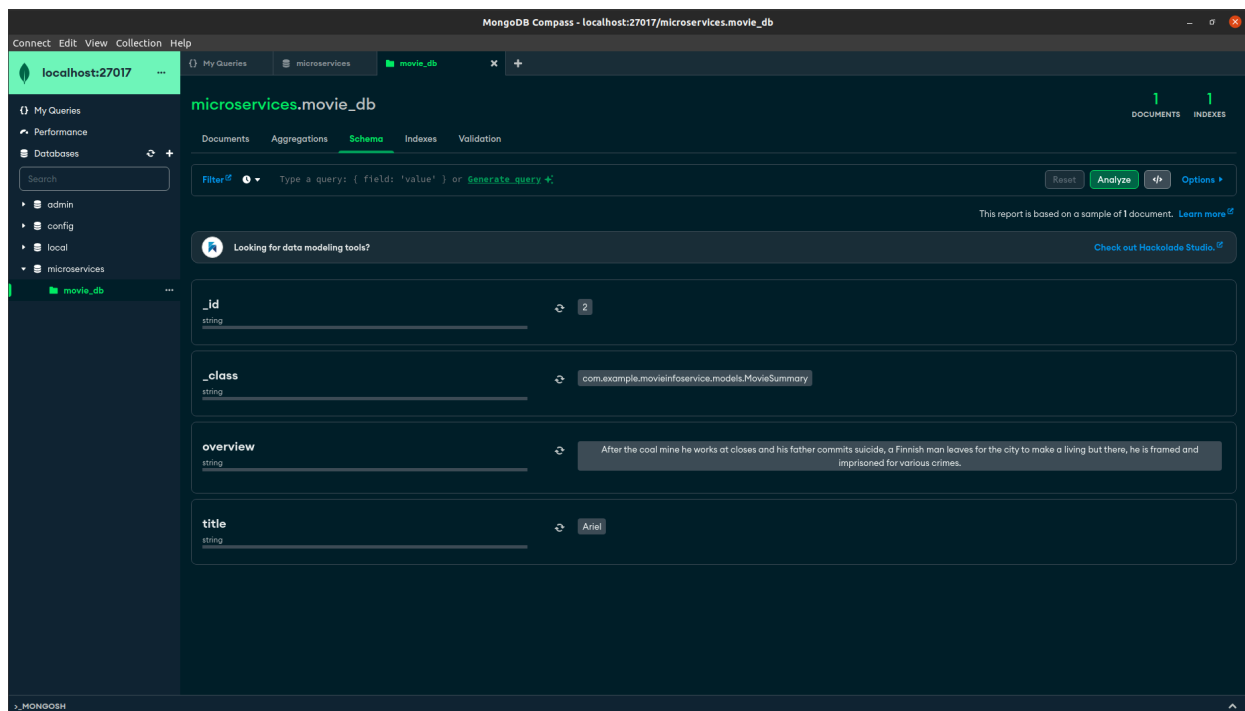 MongoDB Compass - localhost:27017/microservices.movie_db
Connect Edit View Collection Help
localhost:27017 ...
{} My Queries
microservices
movie_db
{} My Queries
Performance
Databases
Search
admin
config
local
microservices
movie_db ...
microservices.movie_db
1 DOCUMENTS
1 INDEXES
Documents Aggregations Schema Indexes Validation
Filter Type a query: { field: 'value' } or Generate query Reset Analyze </> Options
This report is based on a sample of 1 document. Learn more
Looking for data modeling tools? Check out Hackolade Studio.
_id
string
2
_class
string
com.example.movieinfoservice.models.MovieSummary
overview
string
After the coal mine he works at closes and his father commits suicide, a Finnish man leaves for the city to make a living but there, he is framed and
imprisoned for various crimes.
title
string
Ariel
>_MONGOSH